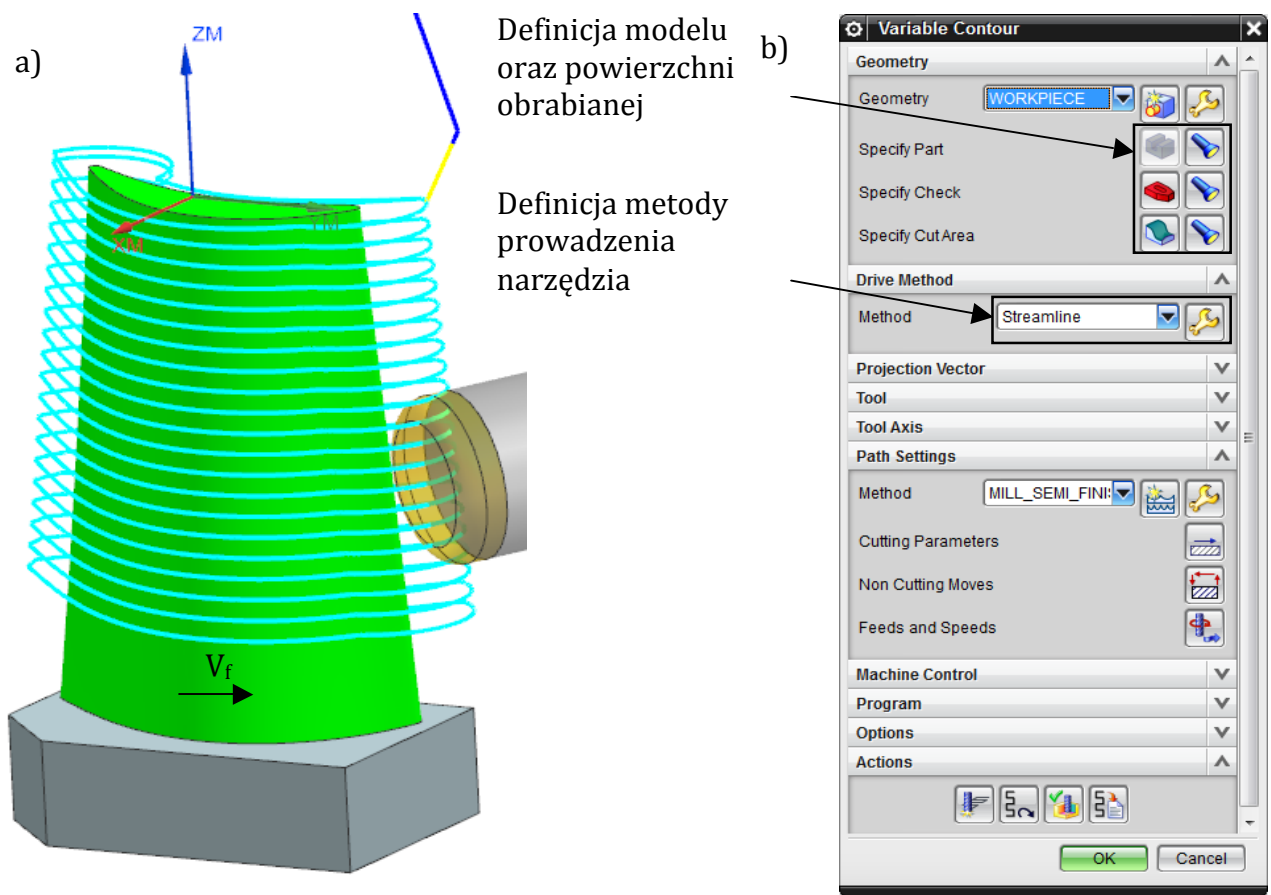 a)
ZM
XM
YM
V_f
Definicja modelu
oraz powierzchni
obrabianej
Definicja metody
prowadzenia
narzędzia
b)
Variable Contour
Geometry
Geometry WORKPIECE
Specify Part
Specify Check
Specify Cut Area
Drive Method
Method Streamline
Projection Vector
Tool
Tool Axis
Path Settings
Method MILL_SEMI_FINI
Cutting Parameters
Non Cutting Moves
Feeds and Speeds
Machine Control
Program
Options
Actions
OK Cancel